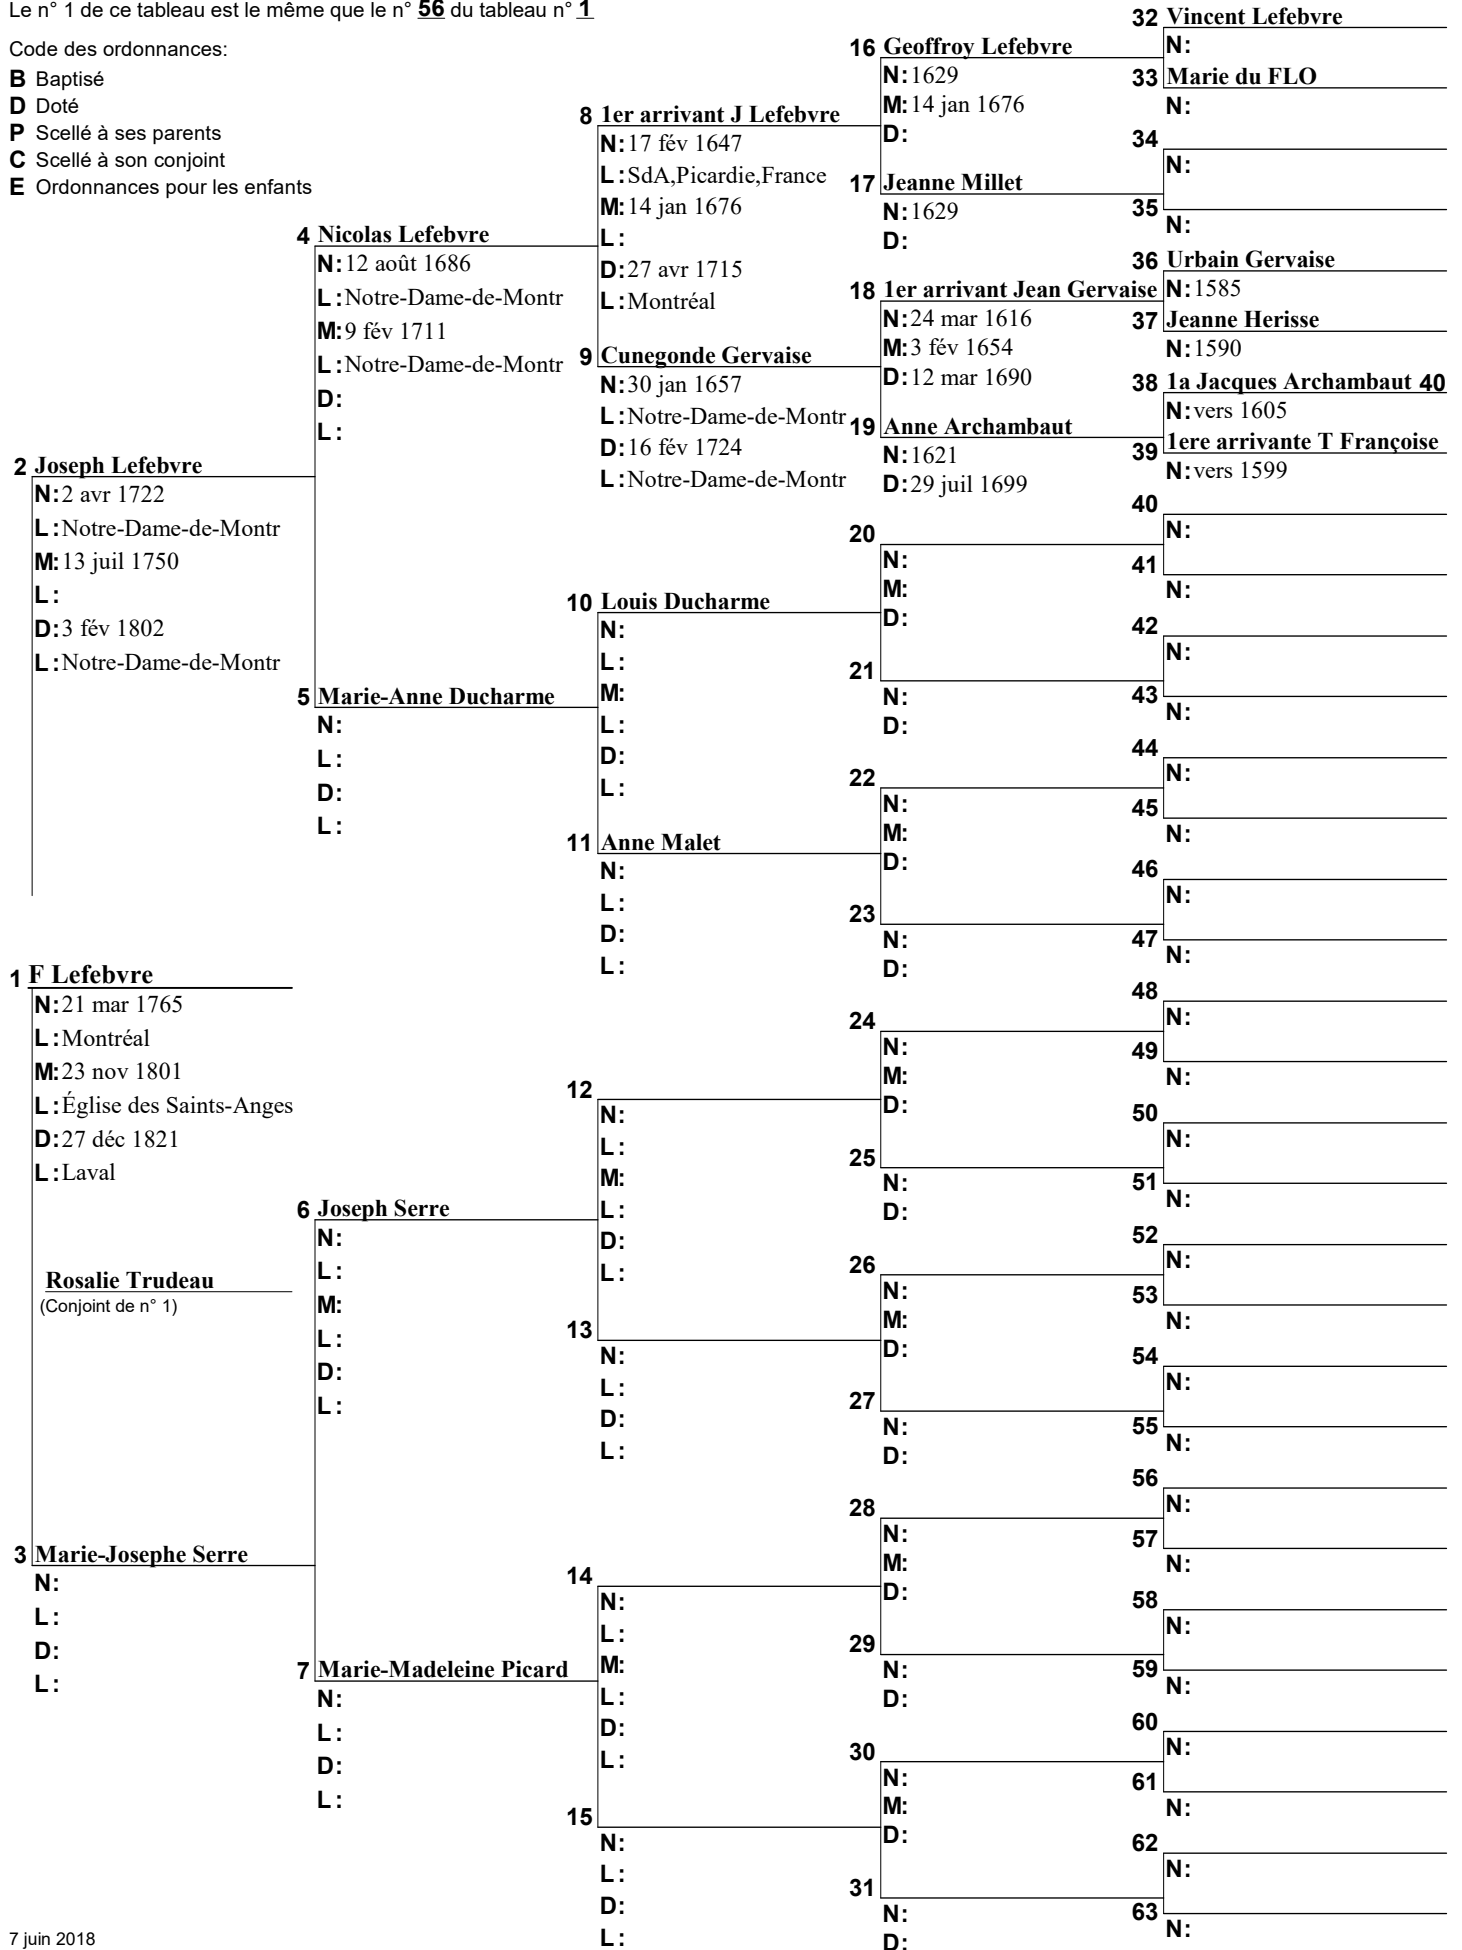 Le n° 1 de ce tableau est le même que le n° 56 du tableau n° 1
Code des ordonnances:
B Baptisé
D Doté
P Scellé à ses parents
C Scellé à son conjoint
E Ordonnances pour les enfants
1 F Lefebvre
N: 21 mar 1765
L: Montréal
M: 23 nov 1801
L: Église des Saints-Anges
D: 27 déc 1821
L: Laval
Rosalie Trudeau
(Conjoint de n° 1)
2 Joseph Lefebvre
N: 2 avr 1722
L: Notre-Dame-de-Montr
M: 13 juil 1750
L:
D: 3 fév 1802
L: Notre-Dame-de-Montr
3 Marie-Josephe Serre
N:
L:
D:
L:
4 Nicolas Lefebvre
N: 12 août 1686
L: Notre-Dame-de-Montr
M: 9 fév 1711
L: Notre-Dame-de-Montr
D:
L:
5 Marie-Anne Ducharme
N:
L:
D:
L:
6 Joseph Serre
N:
L:
M:
L:
D:
L:
7 Marie-Madeleine Picard
N:
L:
D:
L:
8 1er arrivant J Lefebvre
N: 17 fév 1647
L: SdA,Picardie,France
M: 14 jan 1676
L:
D: 27 avr 1715
L: Montréal
9 Cunegonde Gervaise
N: 30 jan 1657
L: Notre-Dame-de-Montr
D: 16 fév 1724
L: Notre-Dame-de-Montr
10 Louis Ducharme
N:
L:
M:
L:
D:
L:
11 Anne Malet
N:
L:
D:
L:
12
N:
L:
M:
L:
D:
L:
13
N:
L:
D:
L:
14
N:
L:
M:
L:
D:
L:
15
N:
L:
D:
L:
16 Geoffroy Lefebvre
N: 1629
M: 14 jan 1676
D:
17 Jeanne Millet
N: 1629
D:
18 1er arrivant Jean Gervaise
N: 24 mar 1616
M: 3 fév 1654
D: 12 mar 1690
19 Anne Archambaut
N: 1621
D: 29 juil 1699
20
N:
M:
D:
21
N:
D:
22
N:
M:
D:
23
N:
D:
24
N:
M:
D:
25
N:
D:
26
N:
M:
D:
27
N:
D:
28
N:
M:
D:
29
N:
D:
30
N:
M:
D:
31
N:
D:
32 Vincent Lefebvre
N:
33 Marie du FLO
N:
34
N:
35
N:
36 Urbain Gervaise
N: 1585
37 Jeanne Herisse
N: 1590
38 1a Jacques Archambaut 40
N: vers 1605
39 1ere arrivante T Françoise
N: vers 1599
40
N:
41
N:
42
N:
43
N:
44
N:
45
N:
46
N:
47
N:
48
N:
49
N:
50
N:
51
N:
52
N:
53
N:
54
N:
55
N:
56
N:
57
N:
58
N:
59
N:
60
N:
61
N:
62
N:
63
N:
7 juin 2018